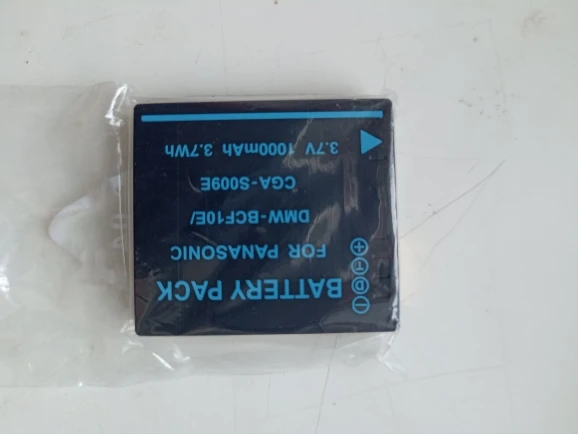 BATTERY PACK
FOR PANASONIC
DMW-BCF10E/
CGA-S009E
3.7V 1000mAh 3.7Wh